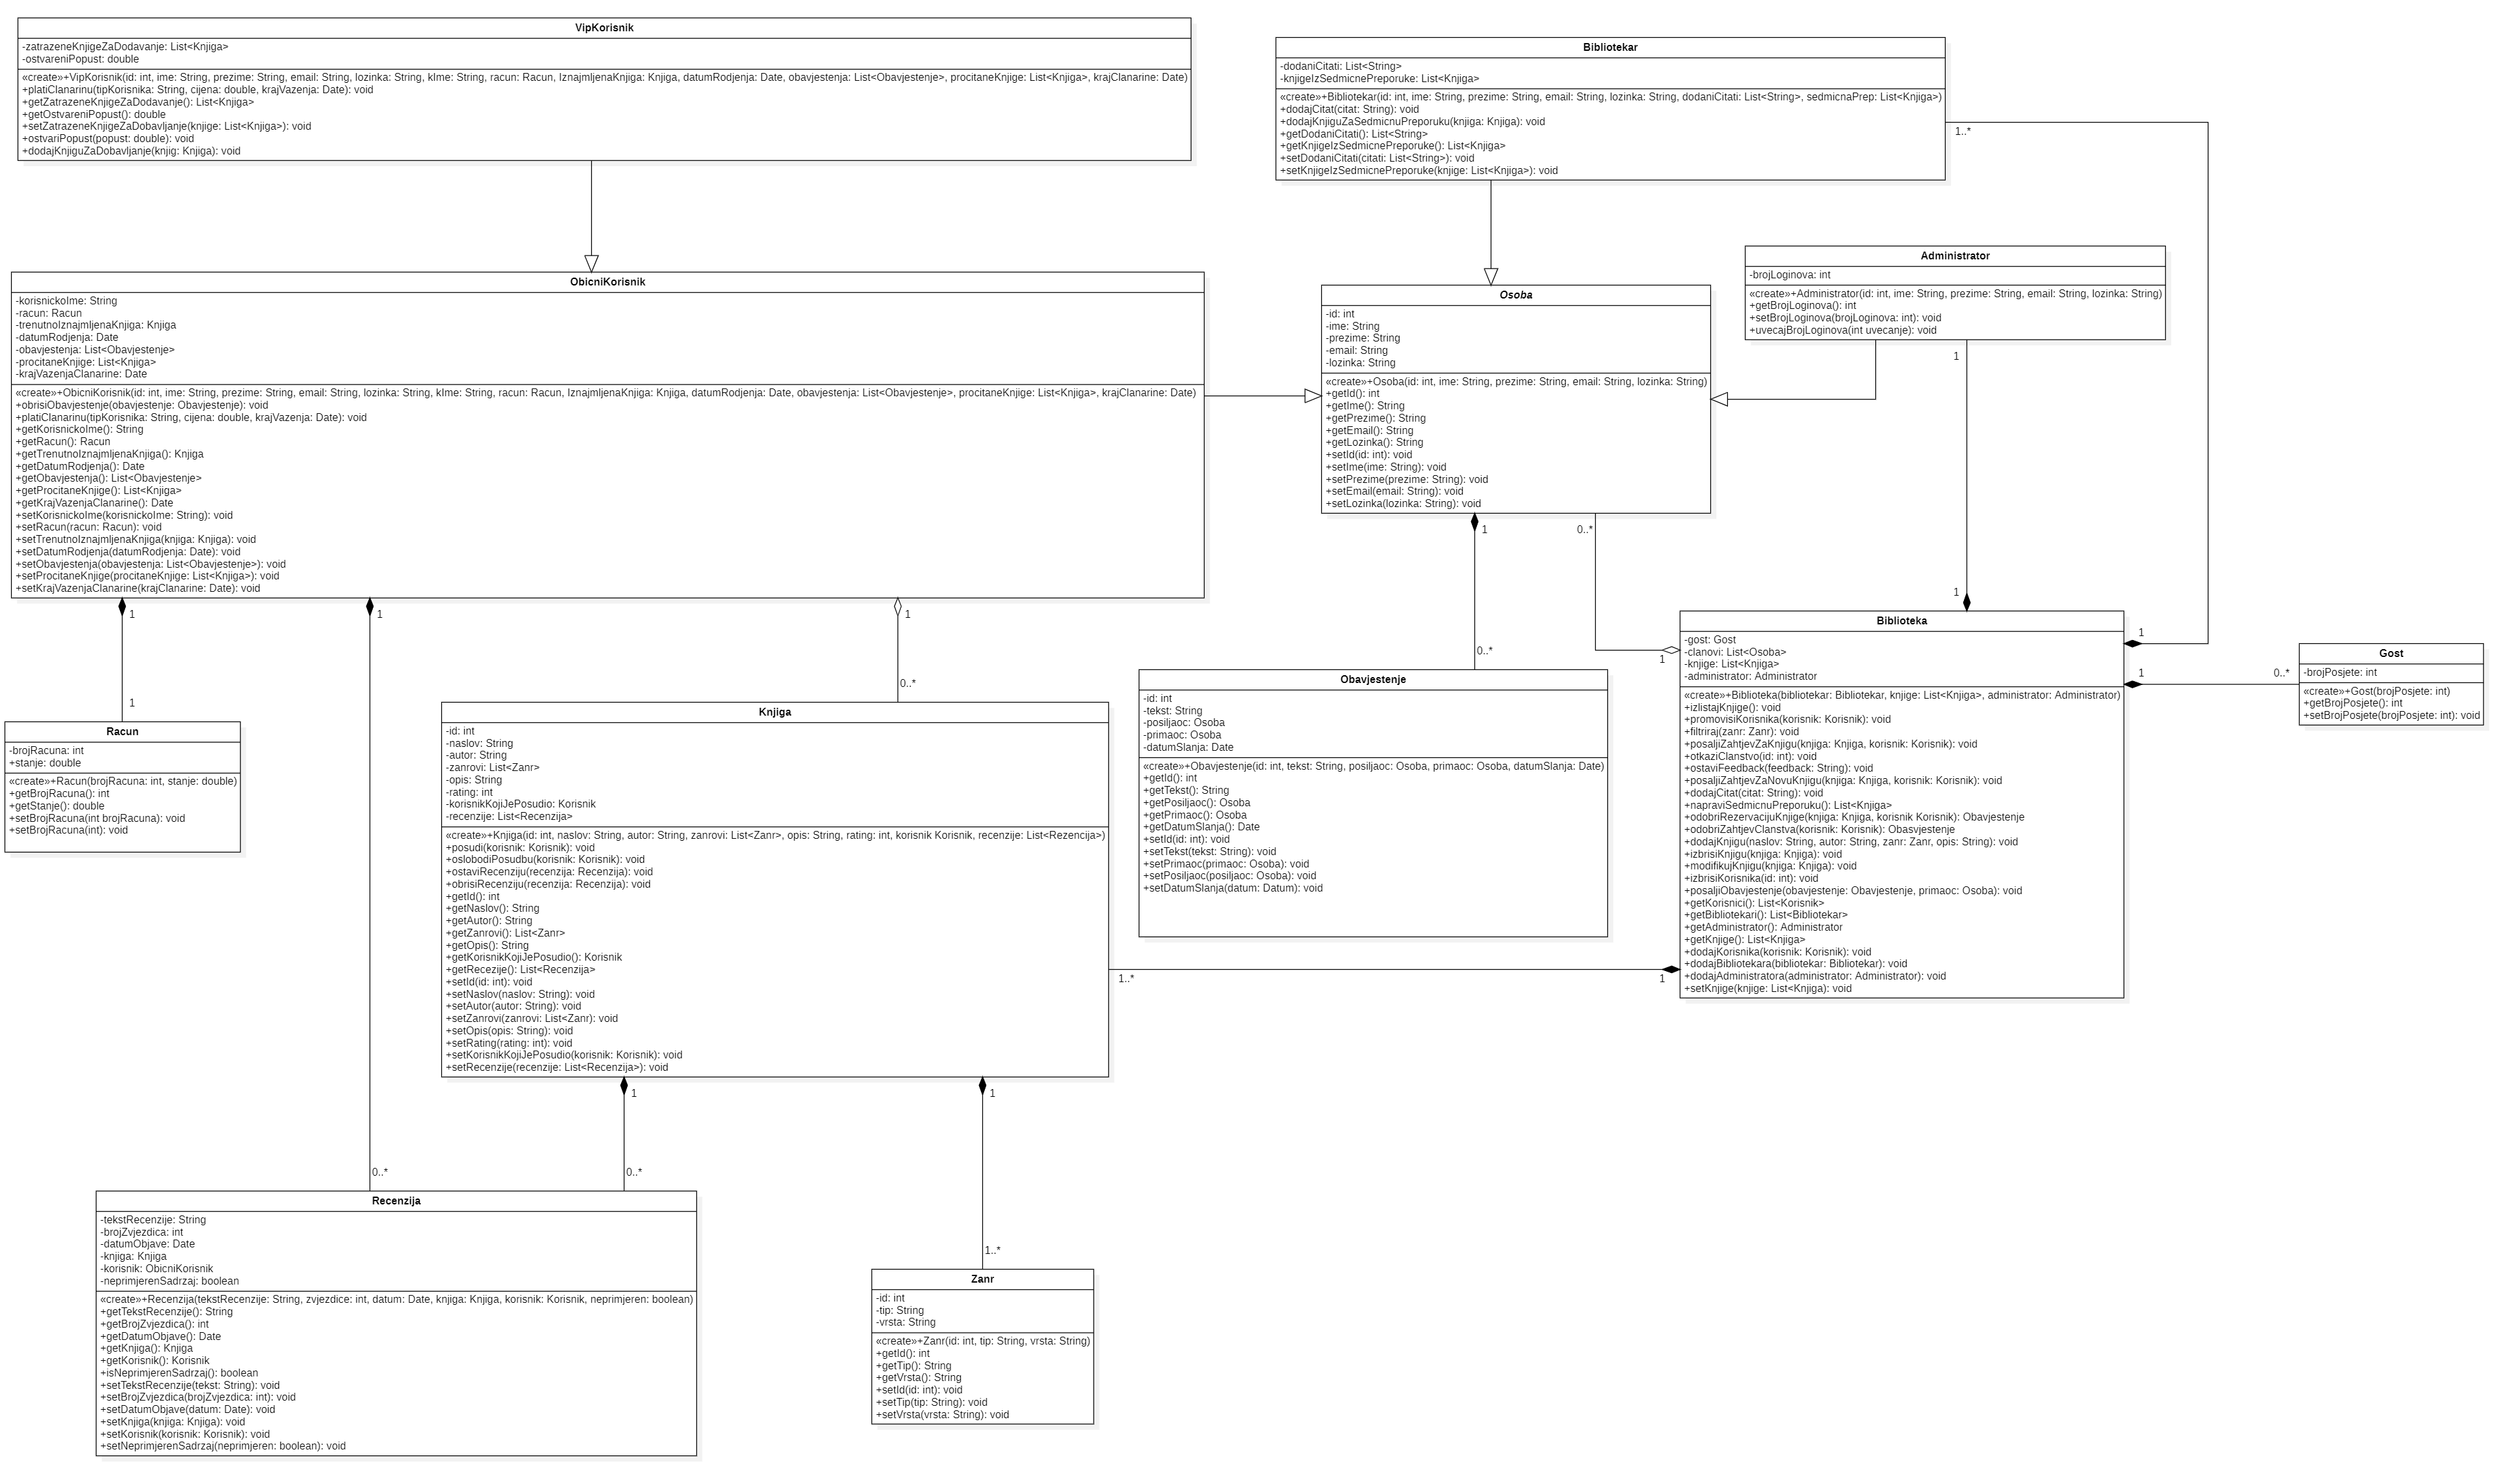 VipKorisnik
-zatrazeneKnjigeZaDodavanje: List<Knjiga>
-ostvareniPopust: double
«create»+VipKorisnik(id: int, ime: String, prezime: String, email: String, lozinka: String, kIme: String, racun: Racun, IznajmljenaKnjiga: Knjiga, datumRodjenja: Date, obavjestenja: List<Obavjestenje>, procitaneKnjige: List<Knjiga>, krajClanarine: Date)
+platiClanarinu(tipKorisnika: String, cijena: double, krajVazenja: Date): void
+getZatrazeneKnjigeZaDodavanje(): List<Knjiga>
+getOstvareniPopust(): double
+setZatrazeneKnjigeZaDobavljanje(knjige: List<Knjiga>): void
+ostvariPopust(popust: double): void
+dodajKnjiguZaDobavljanje(knjig: Knjiga): void
Bibliotekar
-dodaniCitati: List<String>
-knjigeIzSedmicnePreporuke: List<Knjiga>
«create»+Bibliotekar(id: int, ime: String, prezime: String, email: String, lozinka: String, dodaniCitati: List<String>, sedmicnaPrep: List<Knjiga>)
+dodajCitat(citat: String): void
+dodajKnjiguZaSedmicnuPreporuku(knjiga: Knjiga): void
+getDodaniCitati(): List<String>
+getKnjigeIzSedmicnePreporuke(): List<Knjiga>
+setDodaniCitati(citati: List<String>): void
+setKnjigeIzSedmicnePreporuke(knjige: List<Knjiga>): void
1..*
Administrator
-brojLoginova: int
«create»+Administrator(id: int, ime: String, prezime: String, email: String, lozinka: String)
+getBrojLoginova(): int
+setBrojLoginova(brojLoginova: int): void
+uvecajBrojLoginova(int uvecanje): void
1
1
ObicniKorisnik
-korisnickoIme: String
-racun: Racun
-trenutnoIznajmljenaKnjiga: Knjiga
-datumRodjenja: Date
-obavjestenja: List<Obavjestenje>
-procitaneKnjige: List<Knjiga>
-krajVazenjaClanarine: Date
«create»+ObicniKorisnik(id: int, ime: String, prezime: String, email: String, lozinka: String, kIme: String, racun: Racun, IznajmljenaKnjiga: Knjiga, datumRodjenja: Date, obavjestenja: List<Obavjestenje>, procitaneKnjige: List<Knjiga>, krajClanarine: Date)
+obrisiObavjestenje(obavjestenje: Obavjestenje): void
+platiClanarinu(tipKorisnika: String, cijena: double, krajVazenja: Date): void
+getKorisnickoIme(): String
+getRacun(): Racun
+getTrenutnoIznajmljenaKnjiga(): Knjiga
+getDatumRodjenja(): Date
+getObavjestenja(): List<Obavjestenje>
+getProcitaneKnjige(): List<Knjiga>
+getKrajVazenjaClanarine(): Date
+setKorisnickoIme(korisnickoIme: String): void
+setRacun(racun: Racun): void
+setTrenutnoIznajmljenaKnjiga(knjiga: Knjiga): void
+setDatumRodjenja(datumRodjenja: Date): void
+setObavjestenja(obavjestenja: List<Obavjestenje>): void
+setProcitaneKnjige(procitaneKnjige: List<Knjiga>): void
+setKrajVazenjaClanarine(krajClanarine: Date): void
1
1
1
1
0..*
Osoba
-id: int
-ime: String
-prezime: String
-email: String
-lozinka: String
«create»+Osoba(id: int, ime: String, prezime: String, email: String, lozinka: String)
+getId(): int
+getIme(): String
+getPrezime(): String
+getEmail(): String
+getLozinka(): String
+setId(id: int): void
+setIme(ime: String): void
+setPrezime(prezime: String): void
+setEmail(email: String): void
+setLozinka(lozinka: String): void
1
0..*
0..*
1
Biblioteka
-gost: Gost
-clanovi: List<Osoba>
-knjige: List<Knjiga>
-administrator: Administrator
«create»+Biblioteka(bibliotekar: Bibliotekar, knjige: List<Knjiga>, administrator: Administrator)
+izlistajKnjige(): void
+promovisiKorisnika(korisnik: Korisnik): void
+filtriraj(zanr: Zanr): void
+posaljiZahtjevZaKnjigu(knjiga: Knjiga, korisnik: Korisnik): void
+otkaziClanstvo(id: int): void
+ostaviFeedback(feedback: String): void
+posaljiZahtjevZaNovuKnjigu(knjiga: Knjiga, korisnik: Korisnik): void
+dodajCitat(citat: String): void
+napraviSedmicnuPreporuku(): List<Knjiga>
+odobriRezervacijuKnjige(knjiga: Knjiga, korisnik Korisnik): Obavjestenje
+odobriZahtjevClanstva(korisnik: Korisnik): Obasvjestenje
+dodajKnjigu(naslov: String, autor: String, zanr: Zanr, opis: String): void
+izbrisiKnjigu(knjiga: Knjiga): void
+modifikujKnjigu(knjiga: Knjiga): void
+izbrisiKorisnika(id: int): void
+posaljiObavjestenje(obavjestenje: Obavjestenje, primaoc: Osoba): void
+getKorisnici(): List<Korisnik>
+getBibliotekari(): List<Bibliotekar>
+getAdministrator(): Administrator
+getKnjige(): List<Knjiga>
+dodajKorisnika(korisnik: Korisnik): void
+dodajBibliotekara(bibliotekar: Bibliotekar): void
+dodajAdministratora(administrator: Administrator): void
+setKnjige(knjige: List<Knjiga): void
1
1
0..*
1
1..*
Gost
-brojPosjete: int
«create»+Gost(brojPosjete: int)
+getBrojPosjete(): int
+setBrojPosjete(brojPosjete: int): void
Obavjestenje
-id: int
-tekst: String
-posiljaoc: Osoba
-primaoc: Osoba
-datumSlanja: Date
«create»+Obavjestenje(id: int, tekst: String, posiljaoc: Osoba, primaoc: Osoba, datumSlanja: Date)
+getId(): int
+getTekst(): String
+getPosiljaoc(): Osoba
+getPrimaoc(): Osoba
+getDatumSlanja(): Date
+setId(id: int): void
+setTekst(tekst: String): void
+setPrimaoc(primaoc: Osoba): void
+setPosiljaoc(posiljaoc: Osoba): void
+setDatumSlanja(datum: Datum): void
Racun
-brojRacuna: int
+stanje: double
«create»+Racun(brojRacuna: int, stanje: double)
+getBrojRacuna(): int
+getStanje(): double
+setBrojRacuna(int brojRacuna): void
+setBrojRacuna(int): void
Knjiga
-id: int
-naslov: String
-autor: String
-zanrovi: List<Zanr>
-opis: String
-rating: int
-korisnikKojiJePosudio: Korisnik
-recenzije: List<Recenzija>
«create»+Knjiga(id: int, naslov: String, autor: String, zanrovi: List<Zanr>, opis: String, rating: int, korisnik Korisnik, recenzije: List<Rezencija>)
+posudi(korisnik: Korisnik): void
+oslobodiPosudbu(korisnik: Korisnik): void
+ostaviRecenziju(recenzija: Recenzija): void
+obrisiRecenziju(recenzija: Recenzija): void
+getId(): int
+getNaslov(): String
+getAutor(): String
+getZanrovi(): List<Zanr>
+getOpis(): String
+getKorisnikKojiJePosudio(): Korisnik
+getRecezije(): List<Recenzija>
+setId(id: int): void
+setNaslov(naslov: String): void
+setAutor(autor: String): void
+setZanrovi(zanrovi: List<Zanr): void
+setOpis(opis: String): void
+setRating(rating: int): void
+setKorisnikKojiJePosudio(korisnik: Korisnik): void
+setRecenzije(recenzije: List<Recenzija>): void
1
1
0..*
0..*
1..*
Recenzija
-tekstRecenzije: String
-brojZvjezdica: int
-datumObjave: Date
-knjiga: Knjiga
-korisnik: ObicniKorisnik
-neprimjerenSadrzaj: boolean
«create»+Recenzija(tekstRecenzije: String, zvjezdice: int, datum: Date, knjiga: Knjiga, korisnik: Korisnik, neprimjeren: boolean)
+getTekstRecenzije(): String
+getBrojZvjezdica(): int
+getDatumObjave(): Date
+getKnjiga(): Knjiga
+getKorisnik(): Korisnik
+isNeprimjerenSadrzaj(): boolean
+setTekstRecenzije(tekst: String): void
+setBrojZvjezdica(brojZvjezdica: int): void
+setDatumObjave(datum: Date): void
+setKnjiga(knjiga: Knjiga): void
+setKorisnik(korisnik: Korisnik): void
+setNeprimjerenSadrzaj(neprimjeren: boolean): void
Zanr
-id: int
-tip: String
-vrsta: String
«create»+Zanr(id: int, tip: String, vrsta: String)
+getId(): int
+getTip(): String
+getVrsta(): String
+setId(id: int): void
+setTip(tip: String): void
+setVrsta(vrsta: String): void